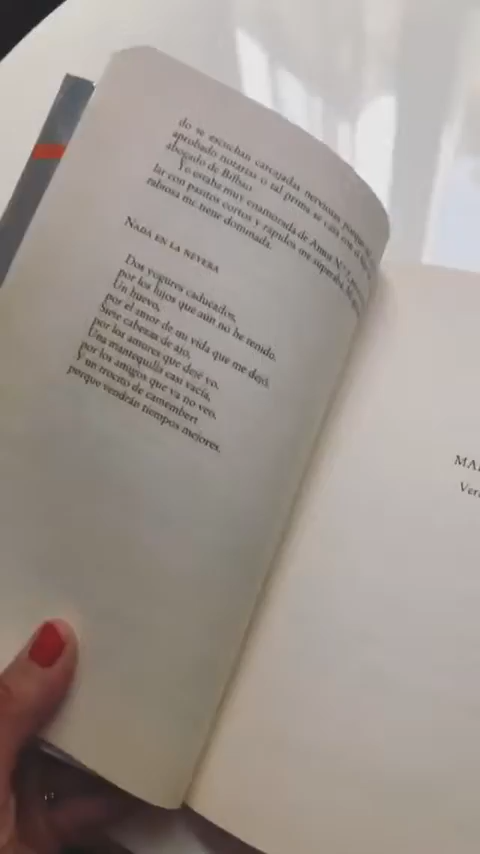 do se escuchan carcajadas nerviosas porque
aprobado notarías o tal prima se casa con
abogado de Bilbao.
Yo estaba muy enamorada de
lar con pasitos cortos y rápidos me
rabiosa me tiene dominada.
NADA EN LA NEVERA
Dos yogures caducados,
por los hijos que aún no he tenido.
Un huevo,
por el amor de mi vida que me dejó.
Siete cabezas de ajo,
por los amores que dejé yo.
Una mantequilla casi vacía,
por los amigos que ya no veo.
Y un trocito de camembert
porque vendrán tiempos mejores.